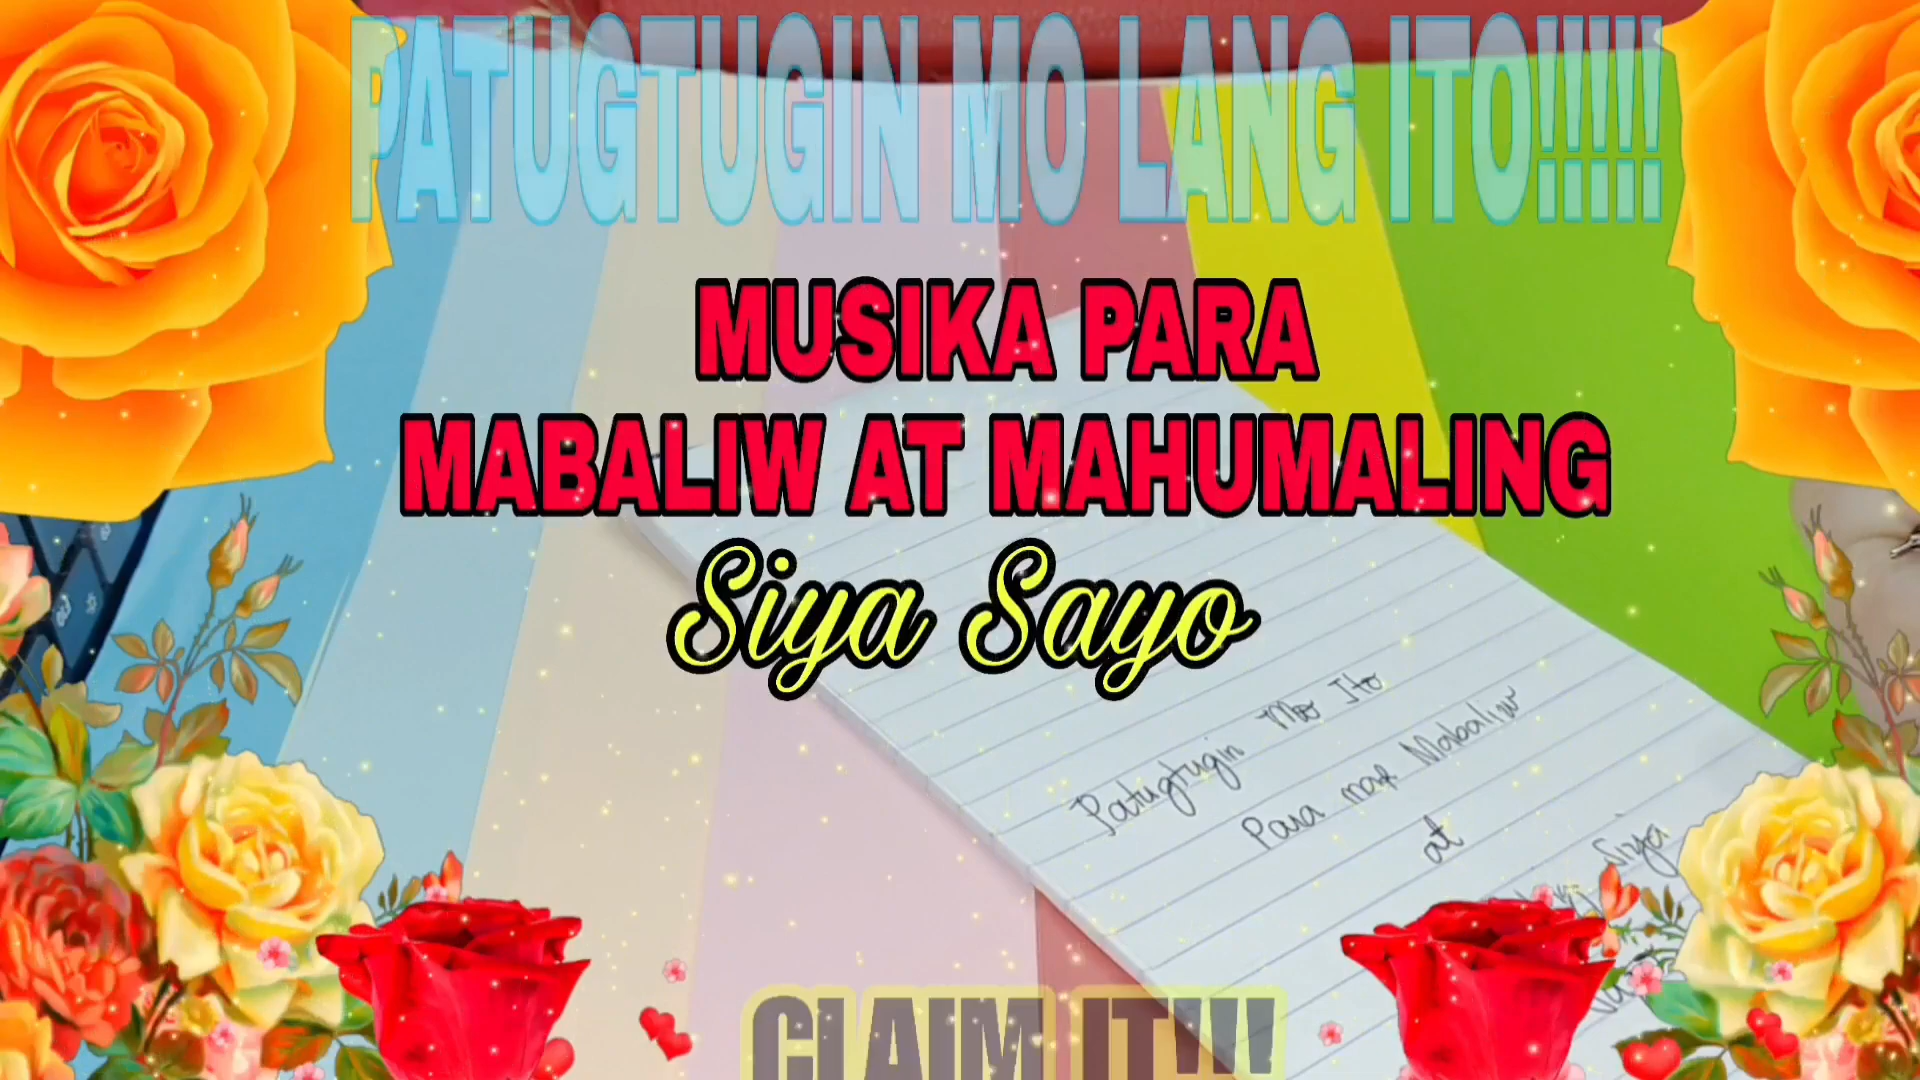 PATUGTUGIN MO LANG ITO!!!!!
MUSIKA PARA
MABALIW AT MAHUMALING
Siya Sayo
Patugtugin Mo Ito
Para mas Mabaliw
at
Siya
CLAIM IT!!!